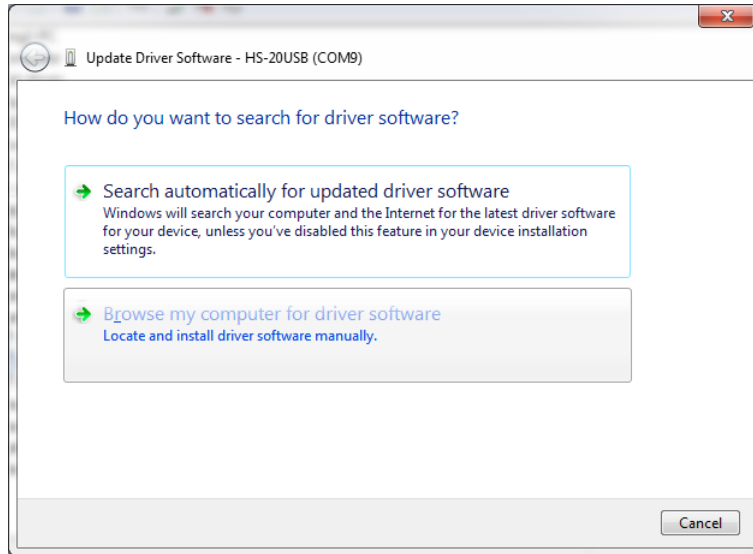 Update Driver Software - HS-20USB (COM9)
How do you want to search for driver software?
Search automatically for updated driver software
Windows will search your computer and the Internet for the latest driver software
for your device, unless you've disabled this feature in your device installation
settings.
Browse my computer for driver software
Locate and install driver software manually.
Cancel